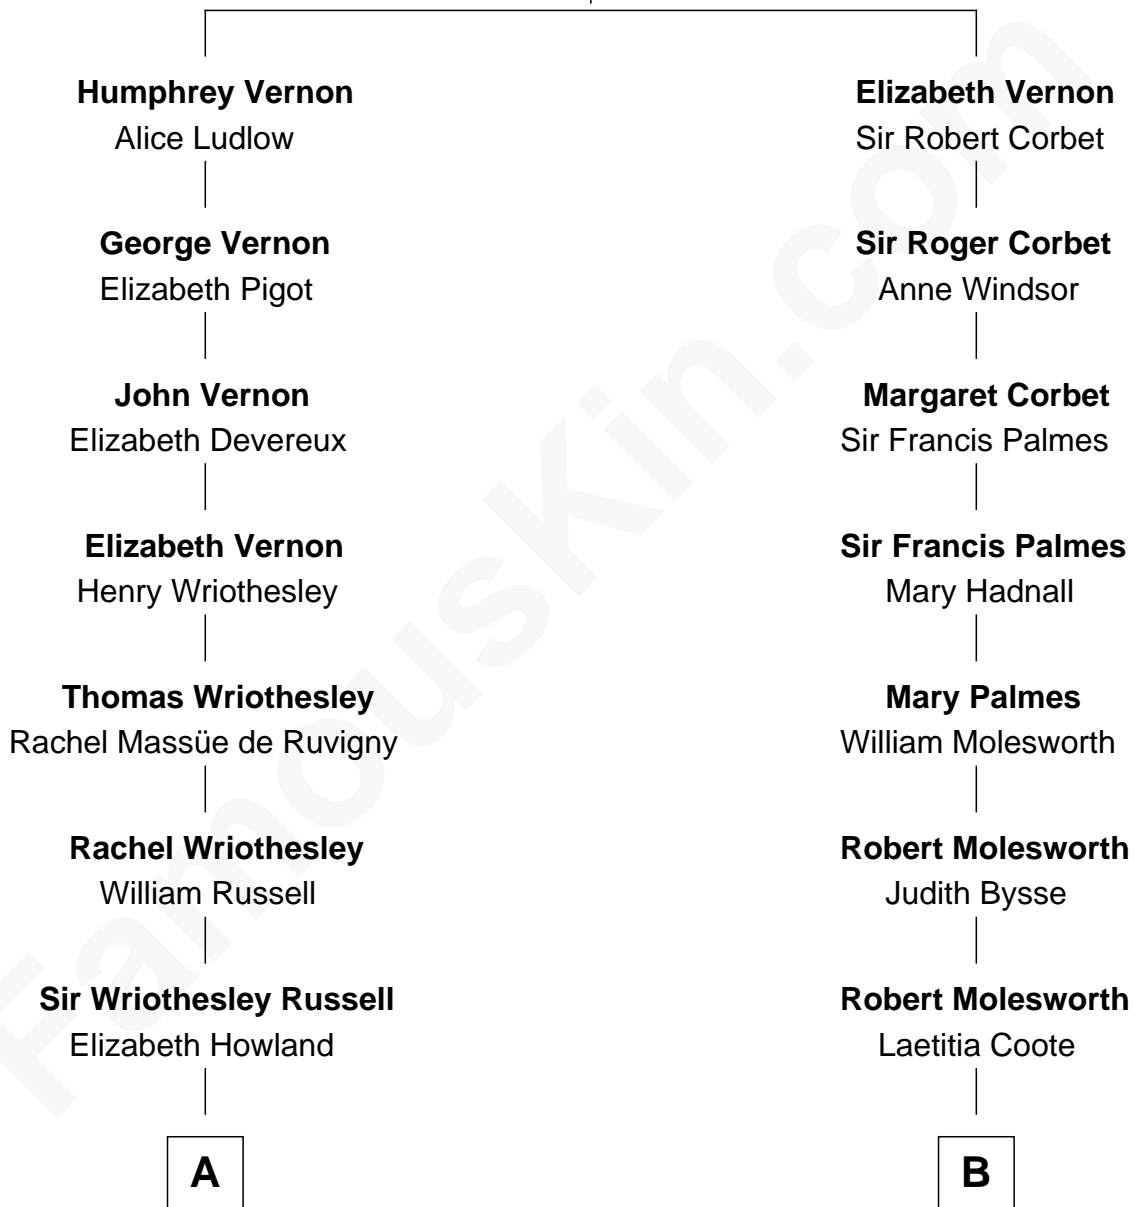 Humphrey Vernon
Alice Ludlow
George Vernon
Elizabeth Pigot
John Vernon
Elizabeth Devereux
Elizabeth Vernon
Henry Wriothesley
Thomas Wriothesley
Rachel Massüe de Ruvigny
Rachel Wriothesley
William Russell
Sir Wriothesley Russell
Elizabeth Howland
A
Elizabeth Vernon
Sir Robert Corbet
Sir Roger Corbet
Anne Windsor
Margaret Corbet
Sir Francis Palmes
Sir Francis Palmes
Mary Hadnall
Mary Palmes
William Molesworth
Robert Molesworth
Judith Bysse
Robert Molesworth
Laetitia Coote
B
FamousKin.com